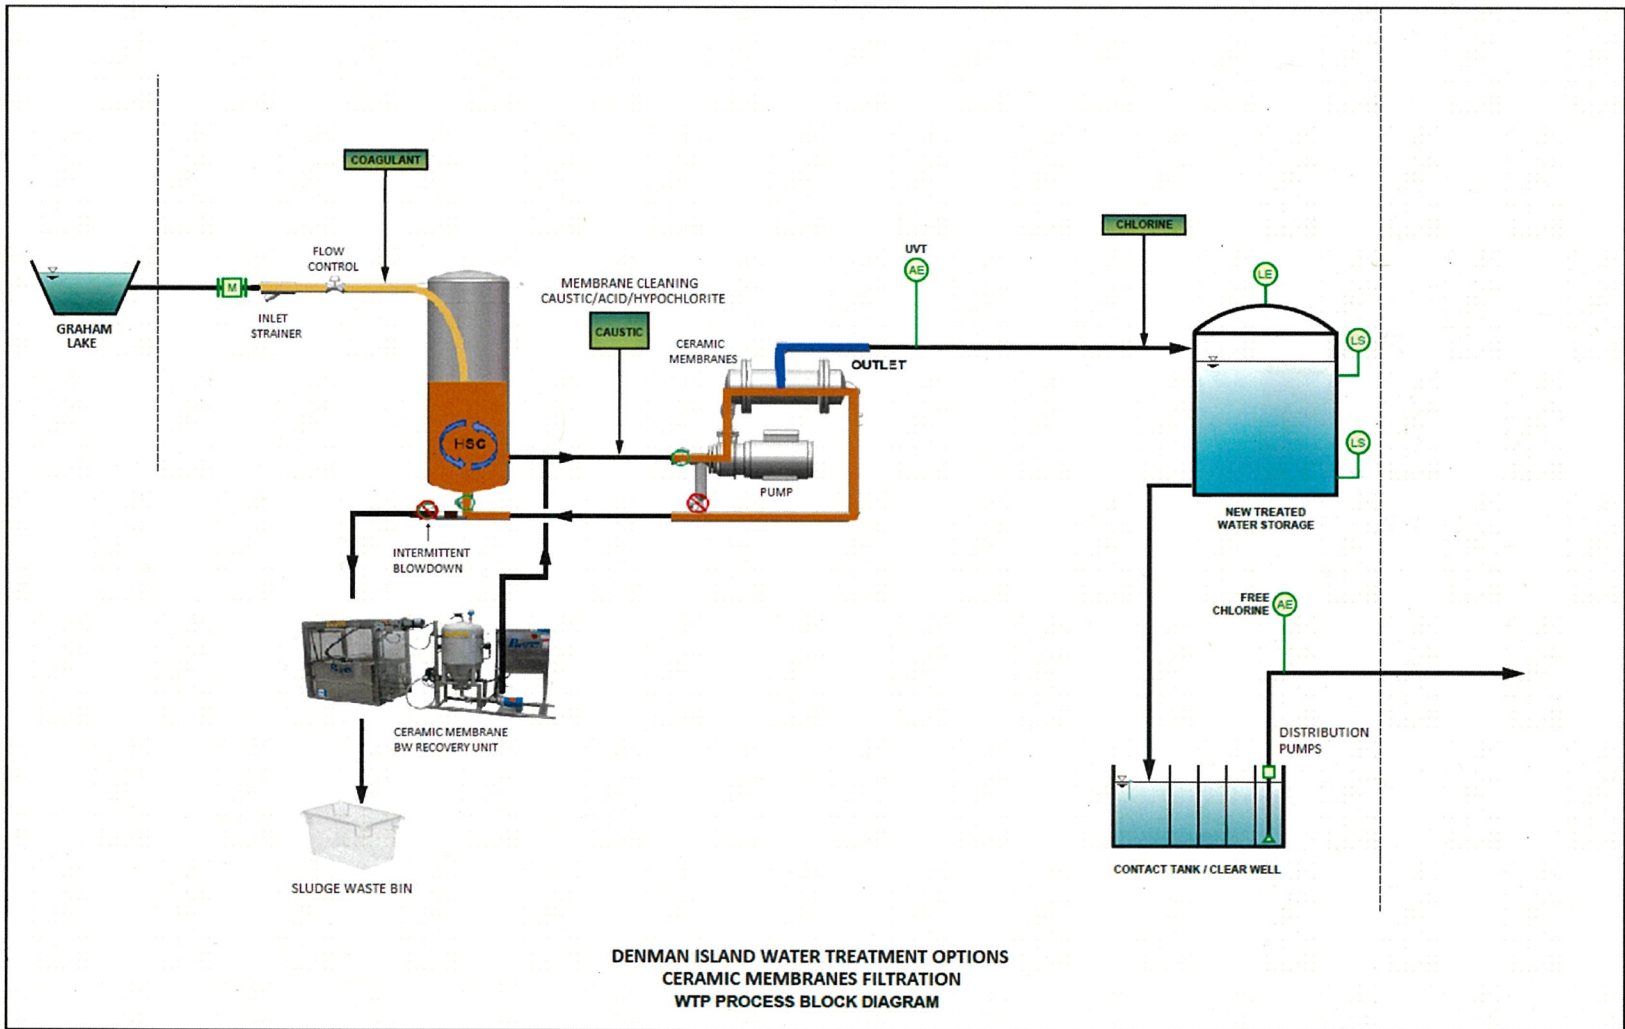 COAGULANT
CHLORINE
FLOW
CONTROL
UVT
AE
LE
M
MEMBRANE CLEANING
CAUSTIC/ACID/HYPOCHLORITE
CAUSTIC
INLET
STRAINER
GRAHAM
LAKE
CERAMIC
MEMBRANES
OUTLET
LS
HSC
LS
PUMP
NEW TREATED
WATER STORAGE
INTERMITTENT
BLOWDOWN
FREE
CHLORINE
AE
CERAMIC MEMBRANE
BW RECOVERY UNIT
DISTRIBUTION
PUMPS
SLUDGE WASTE BIN
CONTACT TANK / CLEAR WELL
DENMAN ISLAND WATER TREATMENT OPTIONS
CERAMIC MEMBRANES FILTRATION
WTP PROCESS BLOCK DIAGRAM